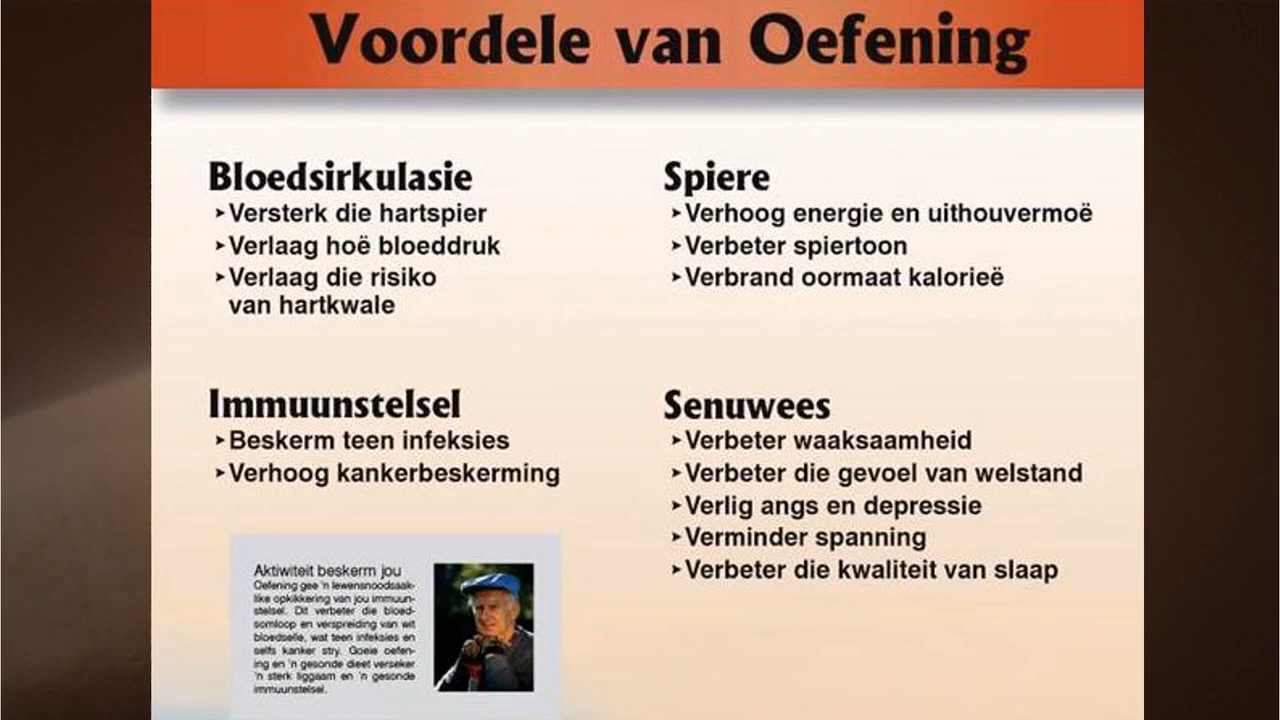 Voordele van Oefening
Bloedsirkulasie
‣Versterk die hartspier
‣Verlaag hoë bloeddruk
‣Verlaag die risiko
van hartkwale
Spiere
‣Verhoog energie en uithouvermoë
‣Verbeter spiertoon
‣Verbrand oormaat kalorieë
Immuunstelsel
‣Beskerm teen infeksies
‣Verhoog kankerbeskerming
Senuwees
‣Verbeter waaksaamheid
‣Verbeter die gevoel van welstand
‣Verlig angs en depressie
‣Verminder spanning
‣Verbeter die kwaliteit van slaap
Aktiwiteit beskerm jou
Oefening gee 'n lewensnoodsaak-
like opkikkering van jou immuun-
stelsel. Dit verbeter die bloed-
somloop en verspreiding van wit
bloedselle, wat teen infeksies en
selfs kanker stry. Goeie oefen-
ing en 'n gesonde dieet verseker
'n sterk liggaam en 'n gesonde
immuunstelsel.